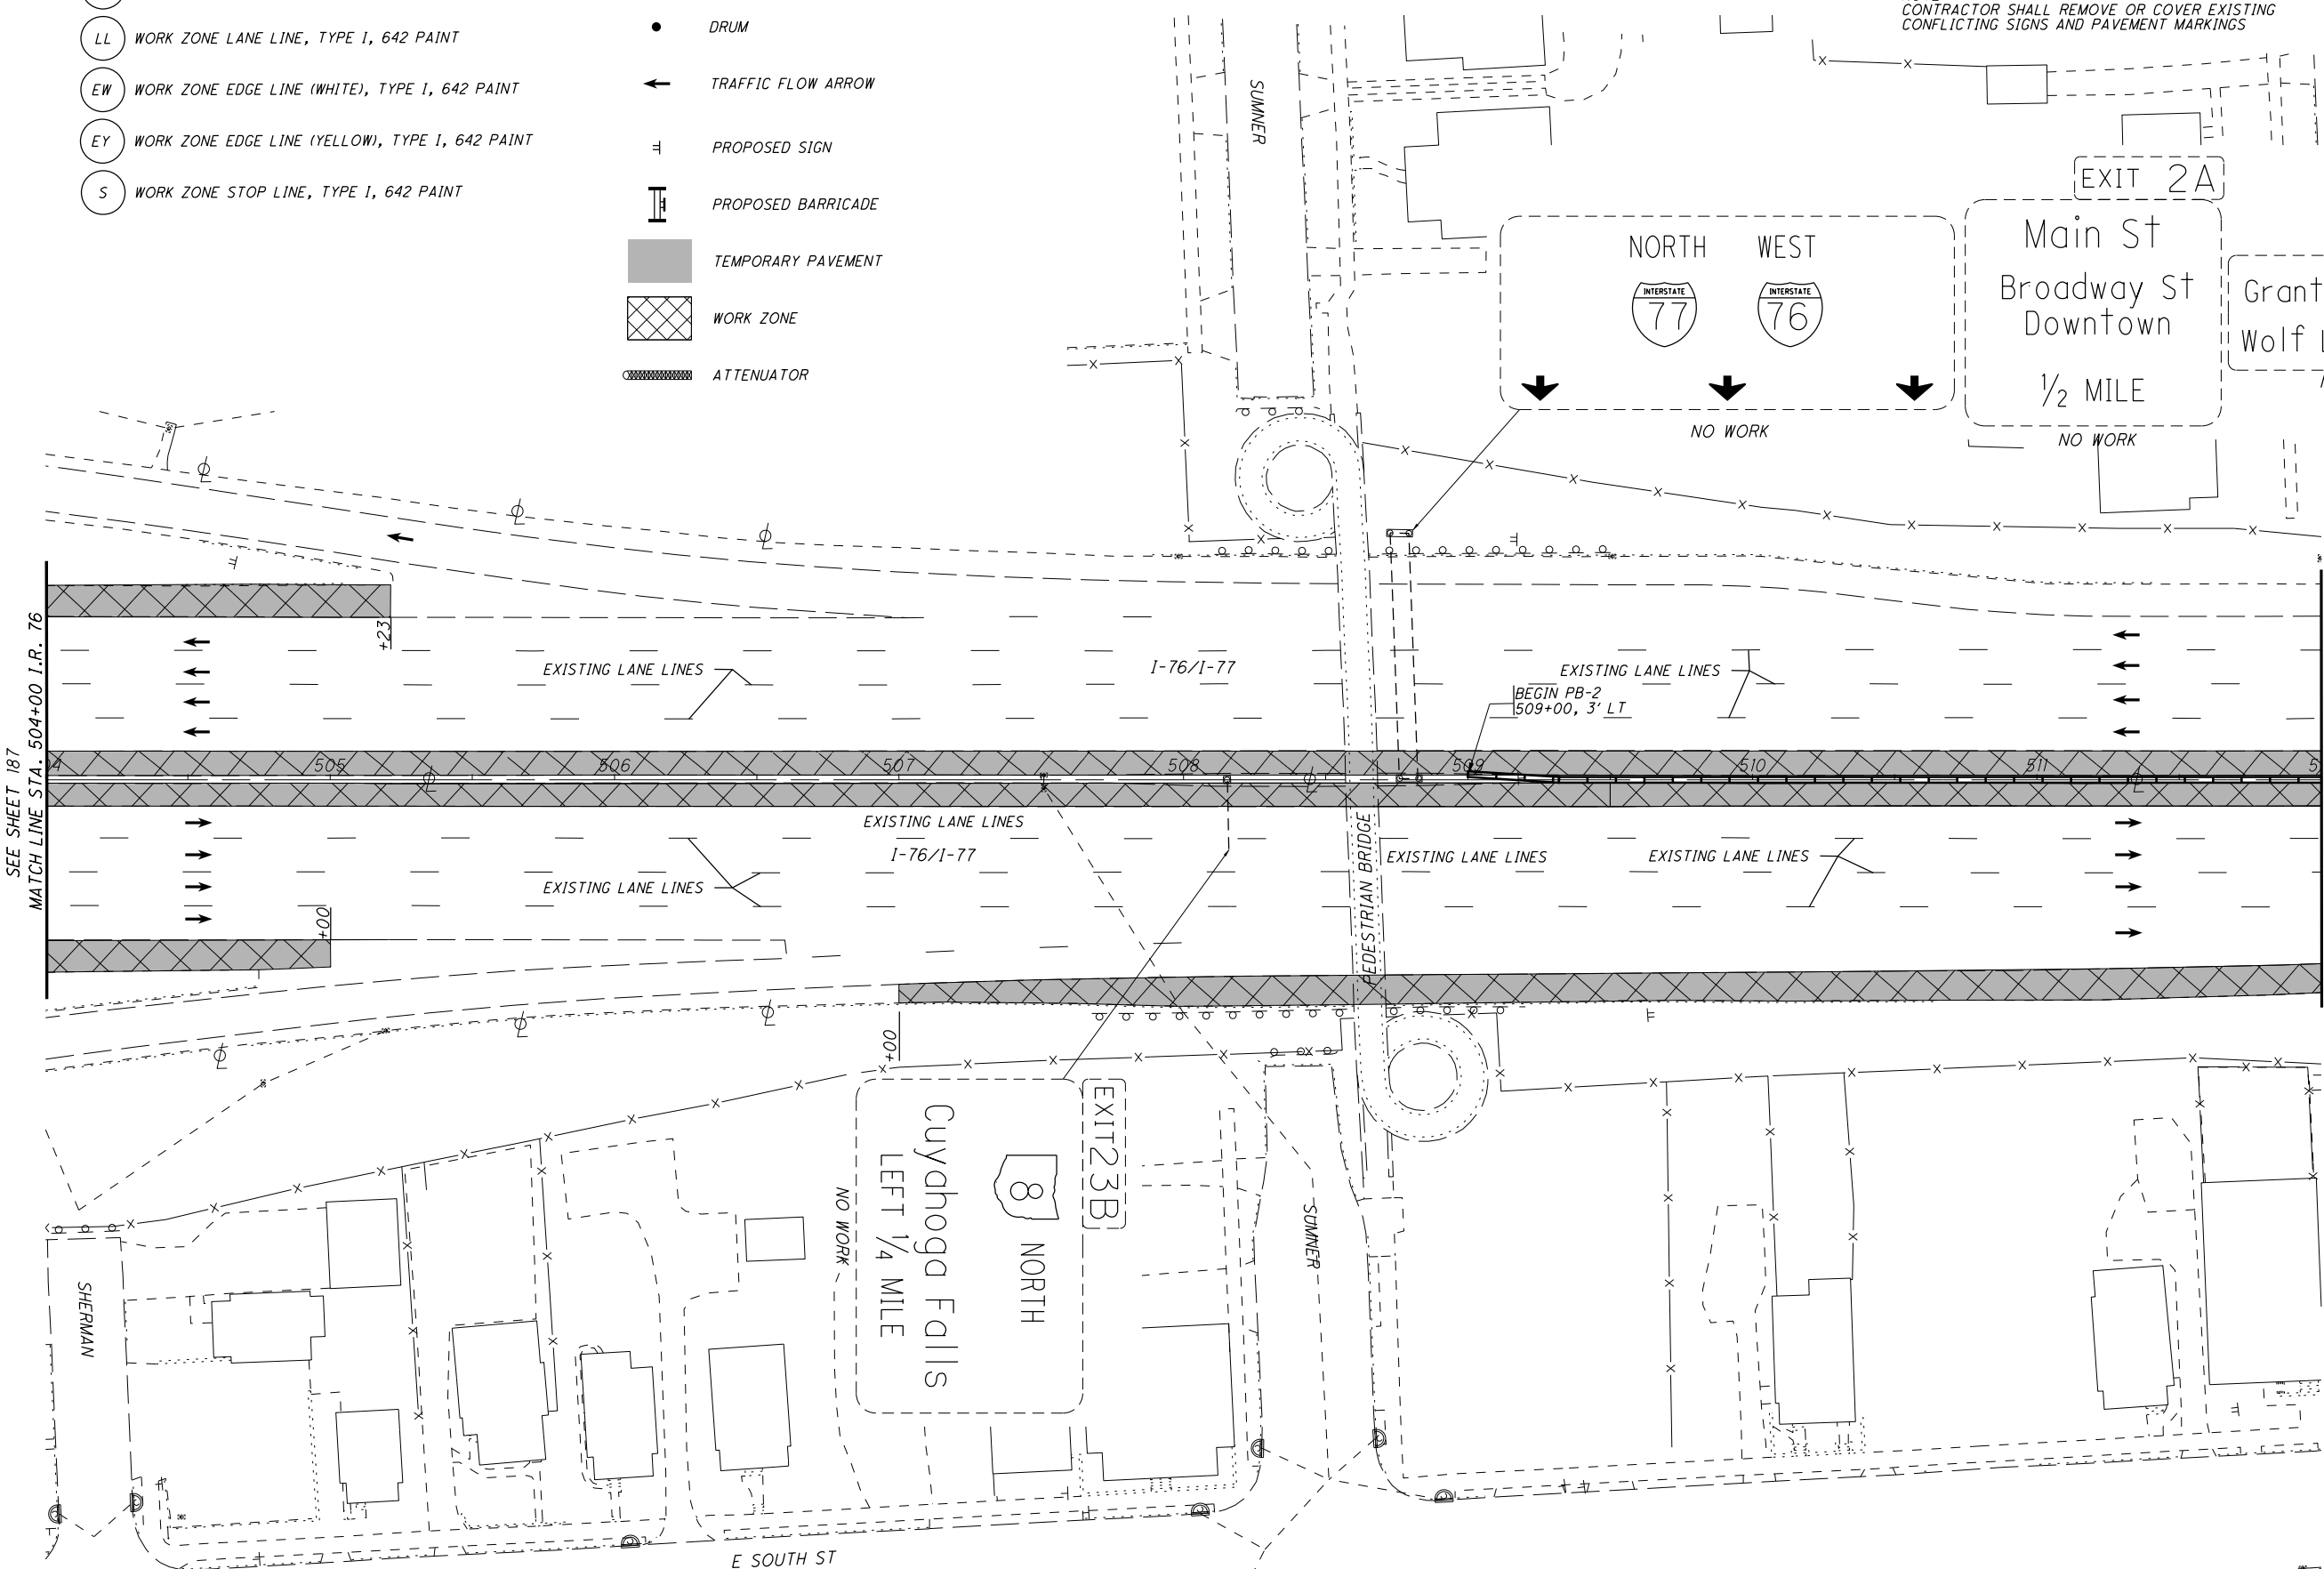 CONTRACTOR SHALL REMOVE OR COVER EXISTING
CONFLICTING SIGNS AND PAVEMENT MARKINGS
LL WORK ZONE LANE LINE, TYPE I, 642 PAINT
EW WORK ZONE EDGE LINE (WHITE), TYPE I, 642 PAINT
EY WORK ZONE EDGE LINE (YELLOW), TYPE I, 642 PAINT
S WORK ZONE STOP LINE, TYPE I, 642 PAINT
DRUM
TRAFFIC FLOW ARROW
PROPOSED SIGN
PROPOSED BARRICADE
TEMPORARY PAVEMENT
WORK ZONE
ATTENUATOR
SUMNER
NORTH WEST
INTERSTATE 77
INTERSTATE 76
NO WORK
EXIT 2A
Main St
Broadway St
Downtown
1/2 MILE
NO WORK
Grant
Wolf
SEE SHEET 187
MATCH LINE STA. 504+00 I.R. 76
+23
EXISTING LANE LINES
I-76/I-77
EXISTING LANE LINES
BEGIN PB-2
509+00, 3' LT
04 505 506 507 508 509 510 511 5
EXISTING LANE LINES
I-76/I-77
EXISTING LANE LINES
EXISTING LANE LINES
EXISTING LANE LINES
PEDESTRIAN BRIDGE
+00
+00
EXIT 23B
8 NORTH
Cuyahoga Falls
LEFT 1/4 MILE
NO WORK
SUMNER
SHERMAN
E SOUTH ST